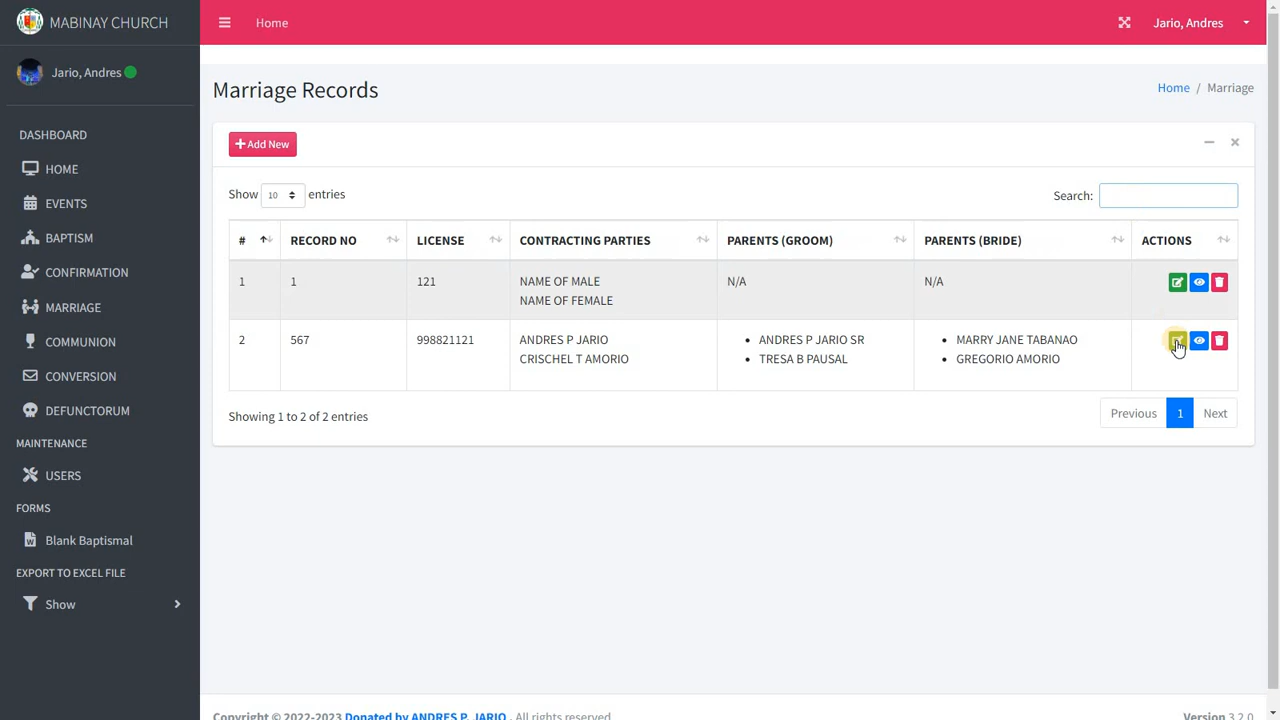 MABINAY CHURCH
Home
Jario, Andres
Jario, Andres
DASHBOARD
HOME
EVENTS
BAPTISM
CONFIRMATION
MARRIAGE
COMMUNION
CONVERSION
DEFUNCTORUM
MAINTENANCE
USERS
FORMS
Blank Baptismal
EXPORT TO EXCEL FILE
Show
Marriage Records
Home / Marriage
Add New
Show 10 entries
Search:
# RECORD NO LICENSE CONTRACTING PARTIES PARENTS (GROOM) PARENTS (BRIDE) ACTIONS
1 1 121 NAME OF MALE N/A N/A
NAME OF FEMALE
2 567 998821121 ANDRES P JARIO • ANDRES P JARIO SR • MARRY JANE TABANAO
CRISCHEL T AMORIO • TRESA B PAUSAL • GREGORIO AMORIO
Showing 1 to 2 of 2 entries
Previous 1 Next
Copyright © 2022-2023 Donated by ANDRES P. JARIO . All rights reserved
Version 3.2.0